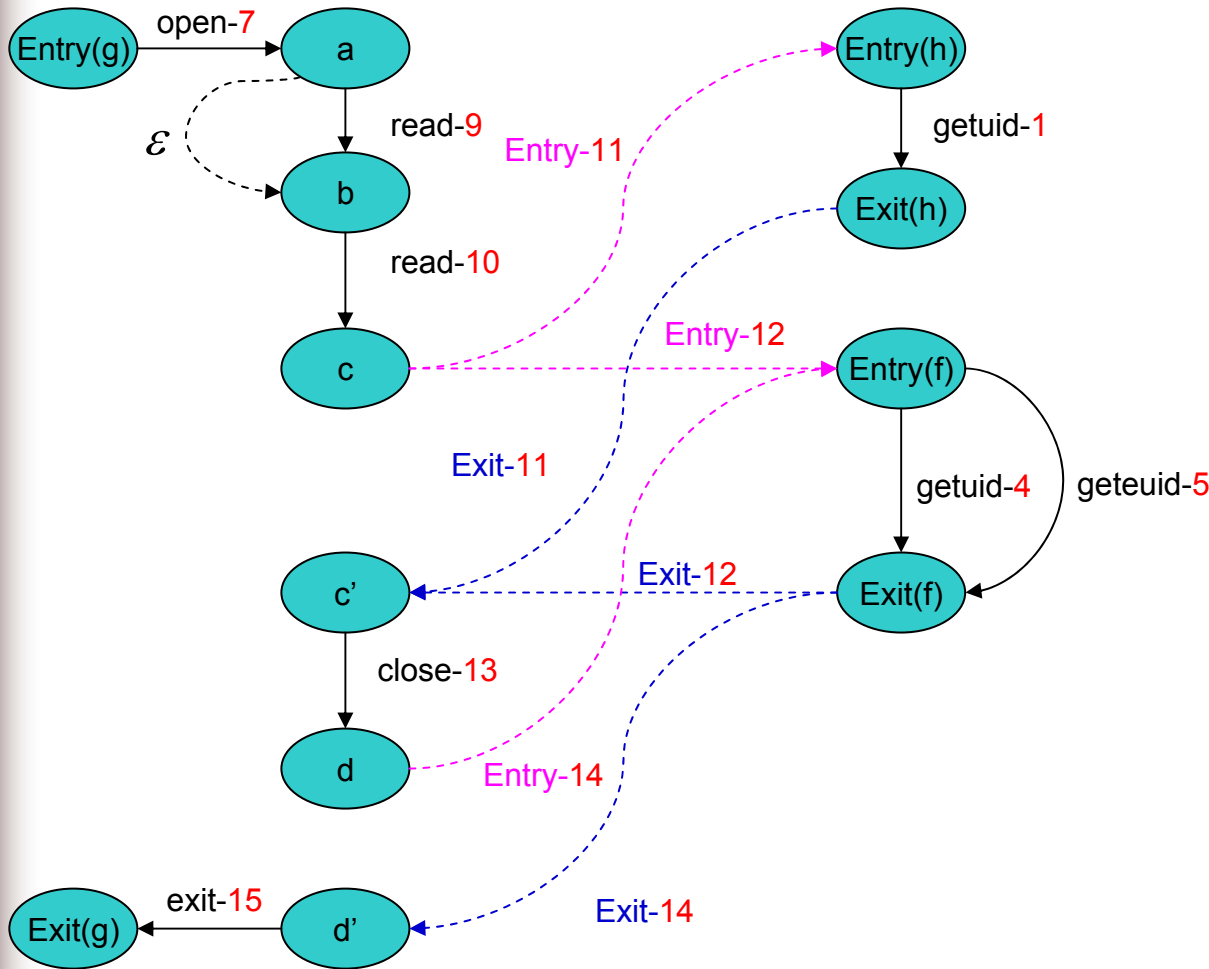 open-7
Entry(g)
a
Entry(h)
read-9
getuid-1
Entry-11
ε
b
Exit(h)
read-10
Entry-12
c
Entry(f)
Exit-11
getuid-4
geteuid-5
Exit-12
c’
Exit(f)
close-13
d
Entry-14
exit-15
Exit-14
Exit(g)
d’